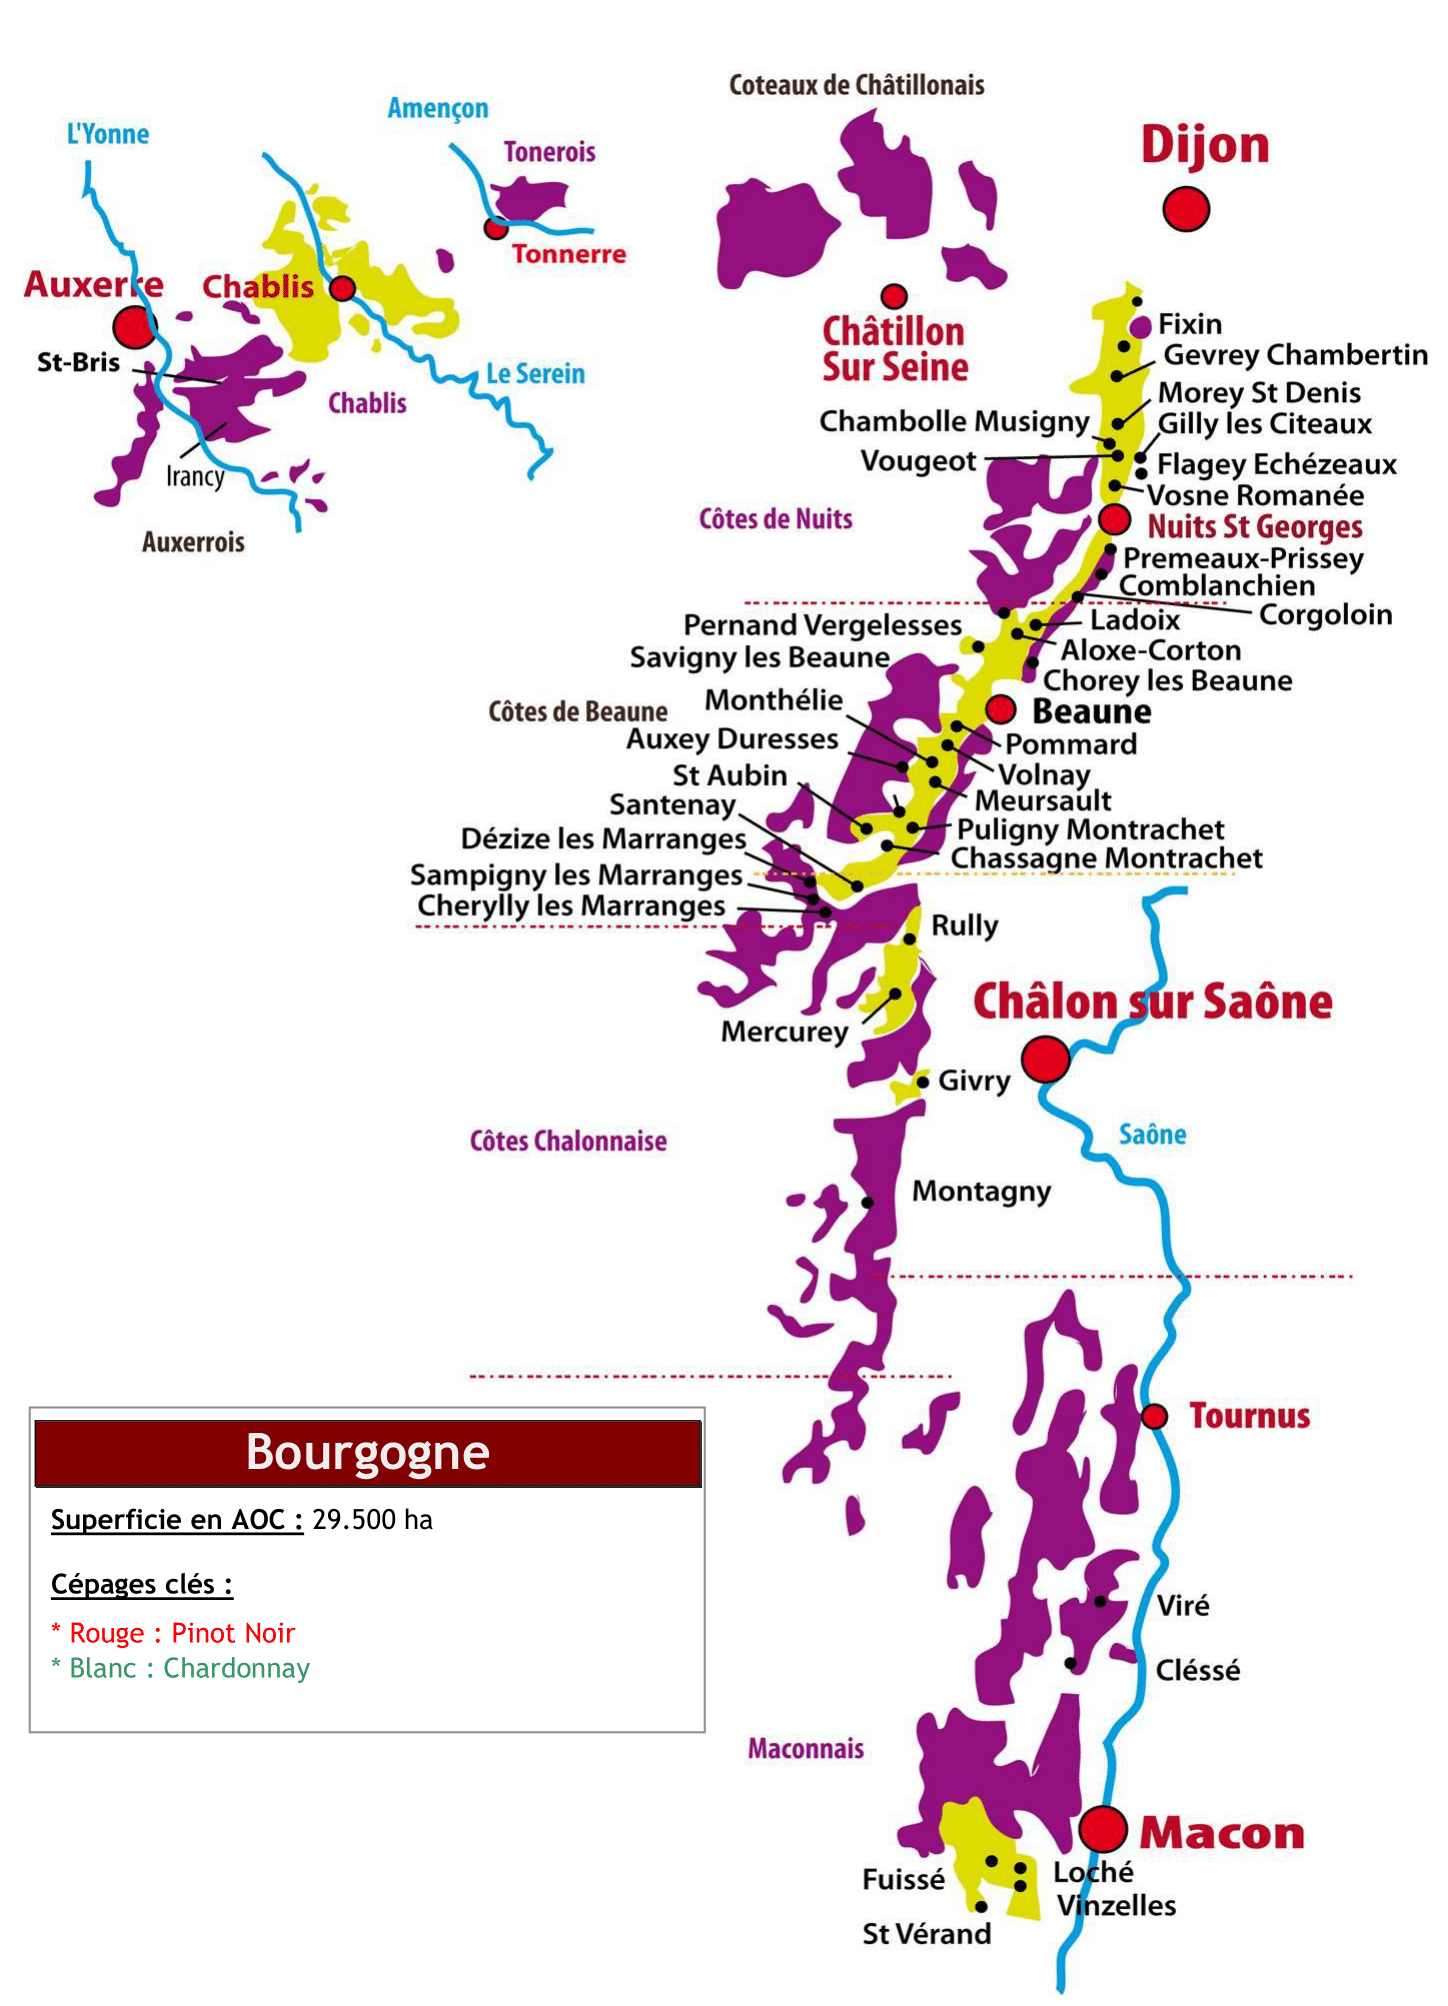 Coteaux de Châtillonais
Amençon
L'Yonne
Dijon
Tonerois
Tonnerre
Auxerre
Chablis
Châtillon
Sur Seine
St-Bris
Le Serein
Chablis
Irancy
Auxerrois
Fixin
Gevrey Chambertin
Morey St Denis
Chambolle Musigny
Gilly les Citeaux
Vougeot
Flagey Echézeaux
Vosne Romanée
Côtes de Nuits
Nuits St Georges
Premeaux-Prissey
Comblanchien
Corgoloin
Pernand Vergelesses
Ladoix
Savigny les Beaune
Aloxe-Corton
Chorey les Beaune
Monthélie
Côtes de Beaune
Beaune
Auxey Duresses
Pommard
St Aubin
Volnay
Santenay
Meursault
Dézize les Marranges
Puligny Montrachet
Chassagne Montrachet
Sampigny les Marranges
Cherylly les Marranges
Rully
Châlon sur Saône
Mercurey
Givry
Côtes Chalonnaise
Saône
Montagny
Tournus
Bourgogne
Superficie en AOC : 29.500 ha
Cépages clés :
* Rouge : Pinot Noir
* Blanc : Chardonnay
Viré
Cléssé
Maconnais
Macon
Fuissé
Loché
Vinzelles
St Vérand